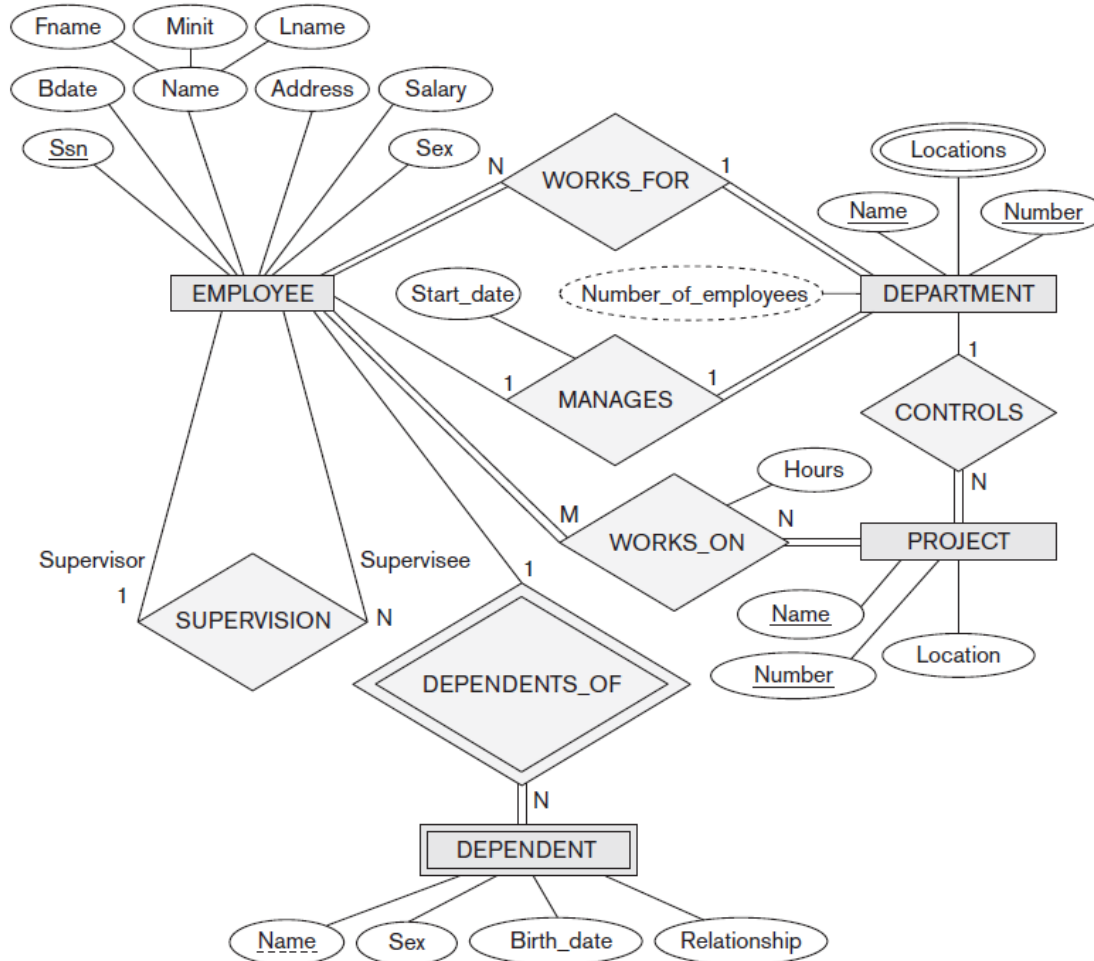 Fname
Minit
Lname
Bdate
Name
Address
Salary
Ssn
Sex
N
WORKS_FOR
1
Locations
Name
Number
EMPLOYEE
Start_date
Number_of_employees
DEPARTMENT
1
MANAGES
1
1
CONTROLS
N
Hours
M
WORKS_ON
N
PROJECT
Supervisor
Supervisee
1
SUPERVISION
N
1
Name
Number
Location
DEPENDENTS_OF
N
DEPENDENT
Name
Sex
Birth_date
Relationship